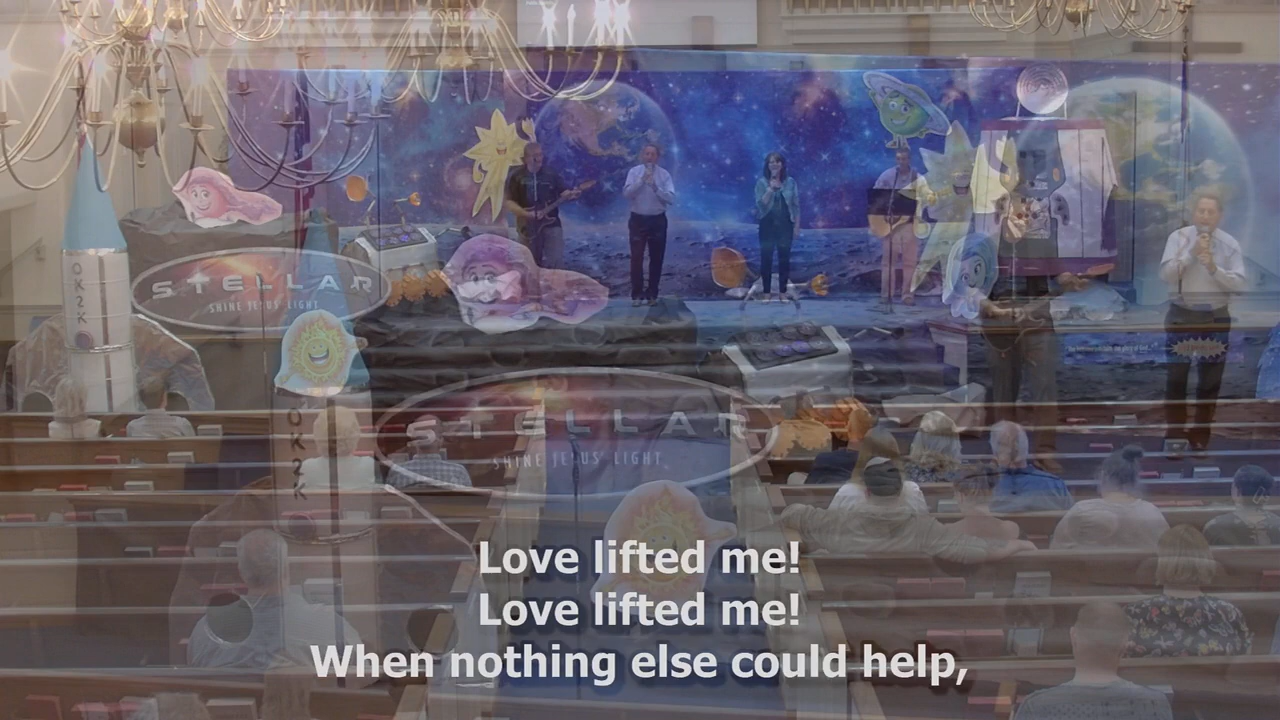 STELLAR
SHINE JESUS' LIGHT
OK2K
STELLAR
SHINE JESUS' LIGHT
OK2K
Love lifted me!
Love lifted me!
When nothing else could help,